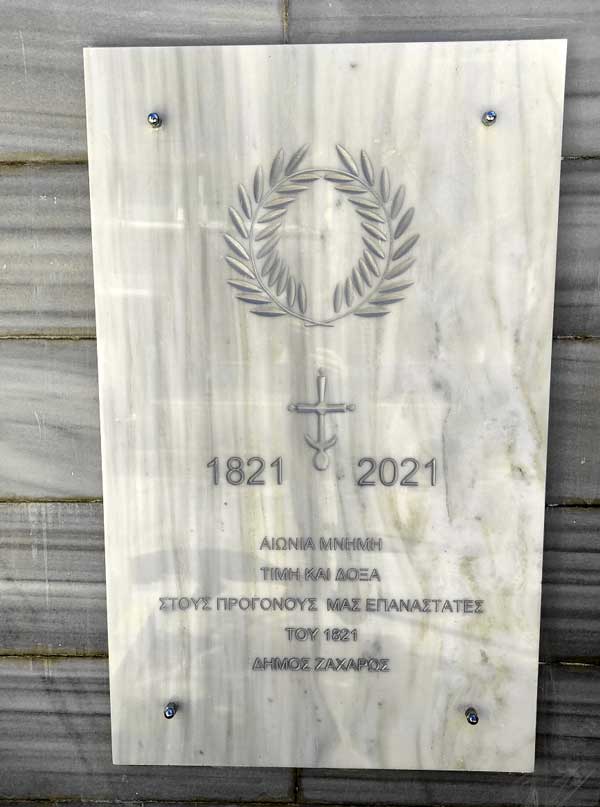 1821 2021
ΑΙΩΝΙΑ ΜΝΗΜΗ
ΤΙΜΗ ΚΑΙ ΔΟΞΑ
ΣΤΟΥΣ ΠΡΟΓΟΝΟΥΣ ΜΑΣ ΕΠΑΝΑΣΤΑΤΕΣ
ΤΟΥ 1821
ΔΗΜΟΣ ΖΑΧΑΡΩΣ